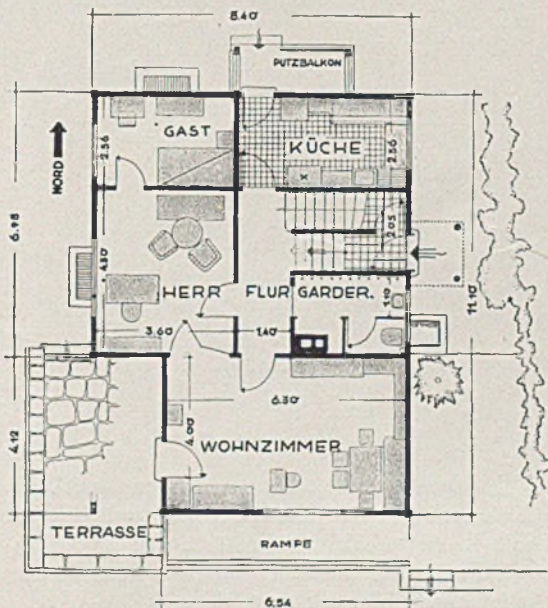 8.40
PUTZBALKON
GAST
KÜCHE
2.56
2.56
NORD
6.98
2.05
4.30
HERR
FLUR
GARDER.
1.10
11.10
3.60
1.40
4.12
4.00
6.30
WOHNZIMMER
TERRASSE
RAMPE
6.54